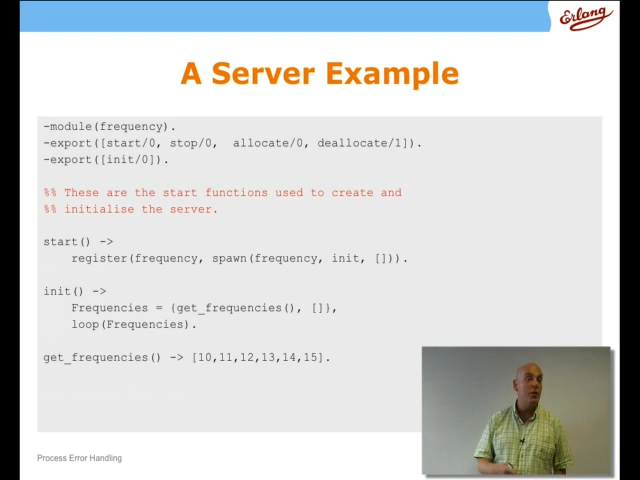 Erlang
A Server Example
-module(frequency).
-export([start/0, stop/0,  allocate/0, deallocate/1]).
-export([init/0]).
%% These are the start functions used to create and
%% initialise the server.
start() ->
    register(frequency, spawn(frequency, init, [])).
init() ->
    Frequencies = {get_frequencies(), []},
    loop(Frequencies).
get_frequencies() -> [10,11,12,13,14,15].
Process Error Handling